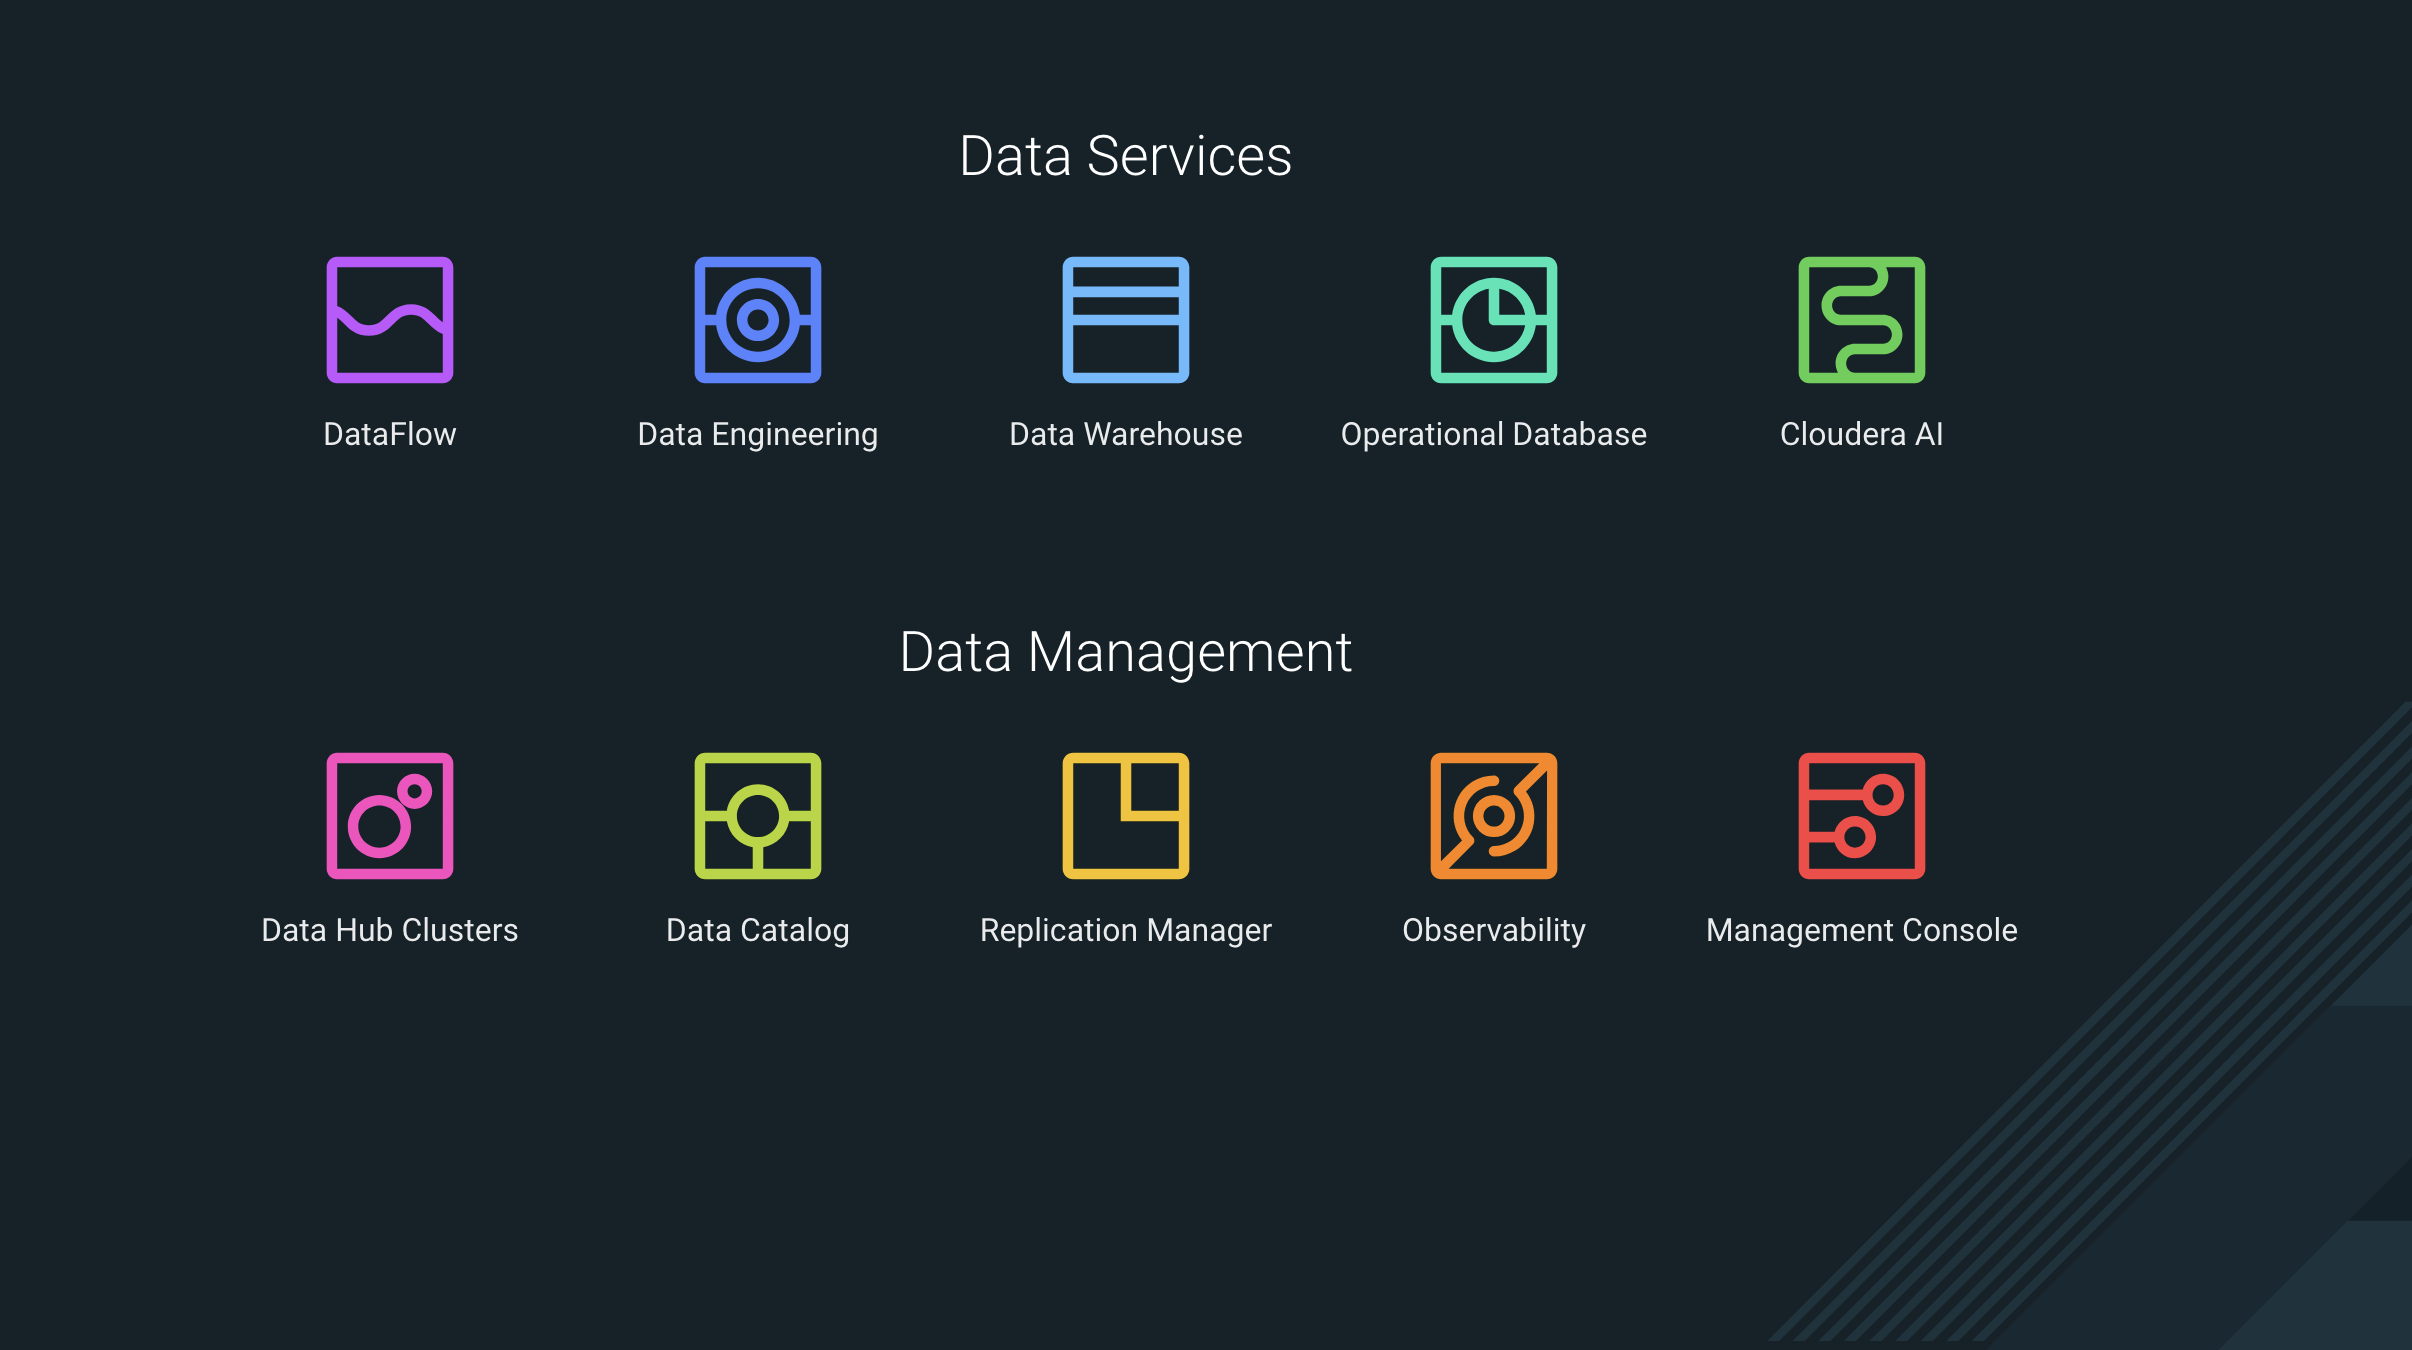 Data Services
DataFlow
Data Engineering
Data Warehouse
Operational Database
Cloudera AI
Data Management
Data Hub Clusters
Data Catalog
Replication Manager
Observability
Management Console